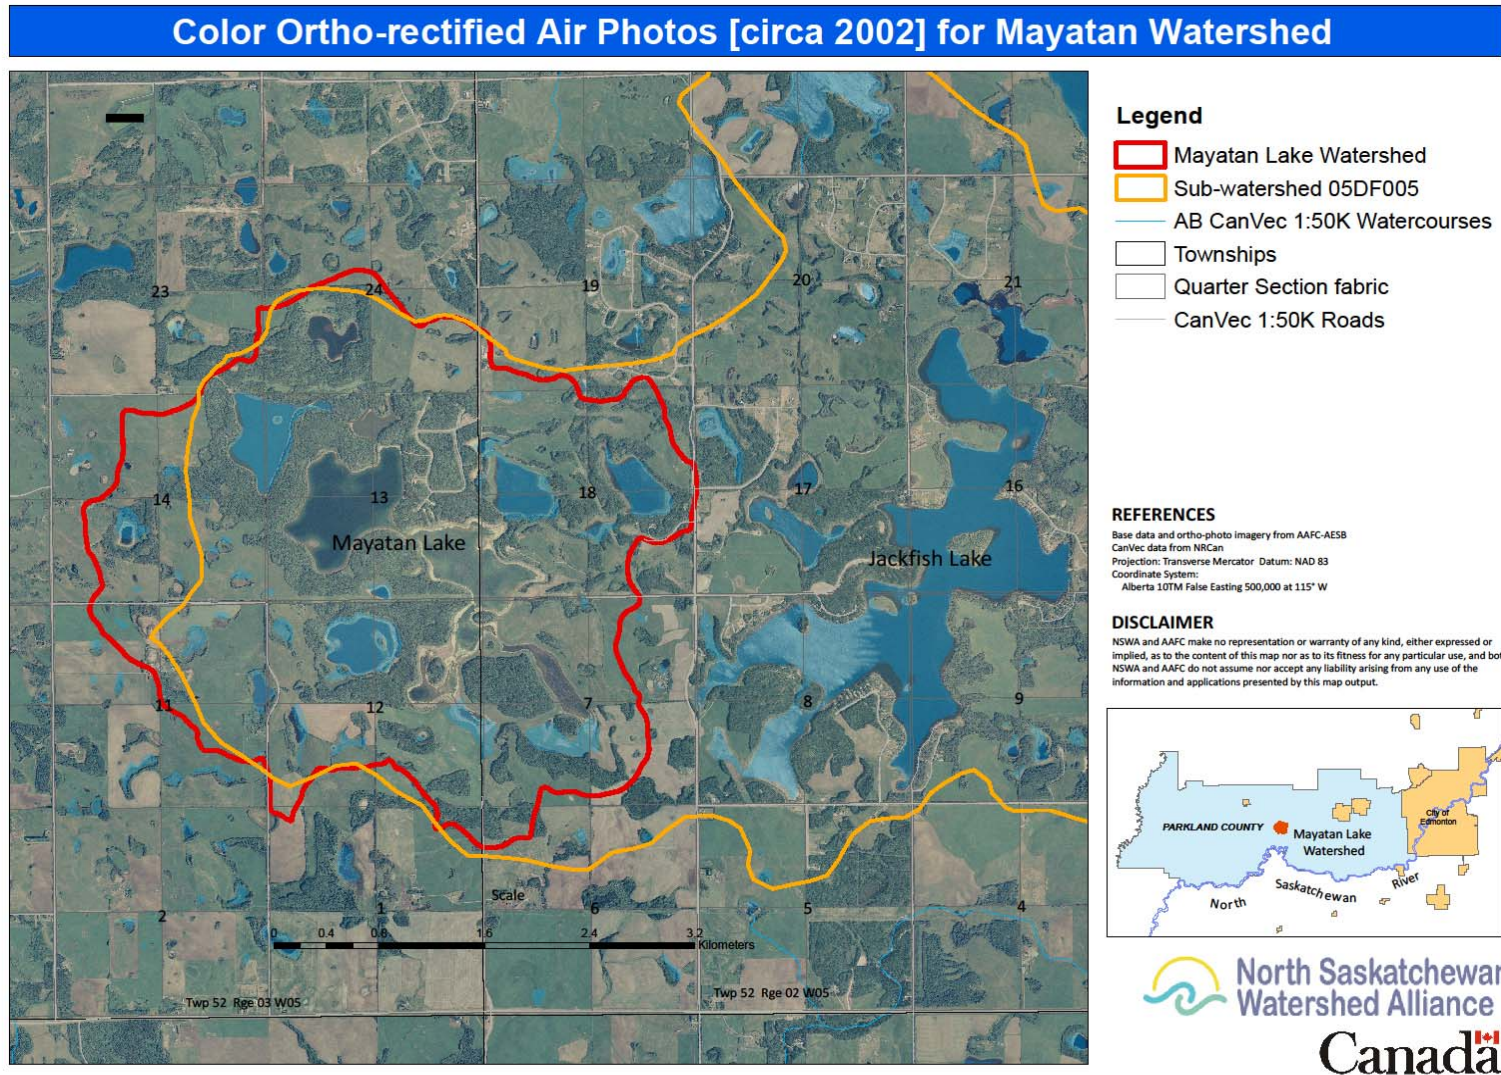 Color Ortho-rectified Air Photos [circa 2002] for Mayatan Watershed
23
24
19
20
21
14
13
18
17
16
Mayatan Lake
Jackfish Lake
11
12
7
8
9
2
1
6
5
4
Scale
0 0.4 0.8 1.6 2.4 3.2
Kilometers
Twp 52 Rge 03 W05
Twp 52 Rge 02 W05
Legend
Mayatan Lake Watershed
Sub-watershed 05DF005
AB CanVec 1:50K Watercourses
Townships
Quarter Section fabric
CanVec 1:50K Roads
REFERENCES
Base data and ortho-photo imagery from AAFC-AESB
CanVec data from NRCan
Projection: Transverse Mercator Datum: NAD 83
Coordinate System:
Alberta 10TM False Easting 500,000 at 115° W
DISCLAIMER
NSWA and AAFC make no representation or warranty of any kind, either expressed or
implied, as to the content of this map nor as to its fitness for any particular use, and bot
NSWA and AAFC do not assume nor accept any liability arising from any use of the
information and applications presented by this map output.
PARKLAND COUNTY
Mayatan Lake
Watershed
City of
Edmonton
North Saskatchewan River
North Saskatchewan
Watershed Alliance
Canada